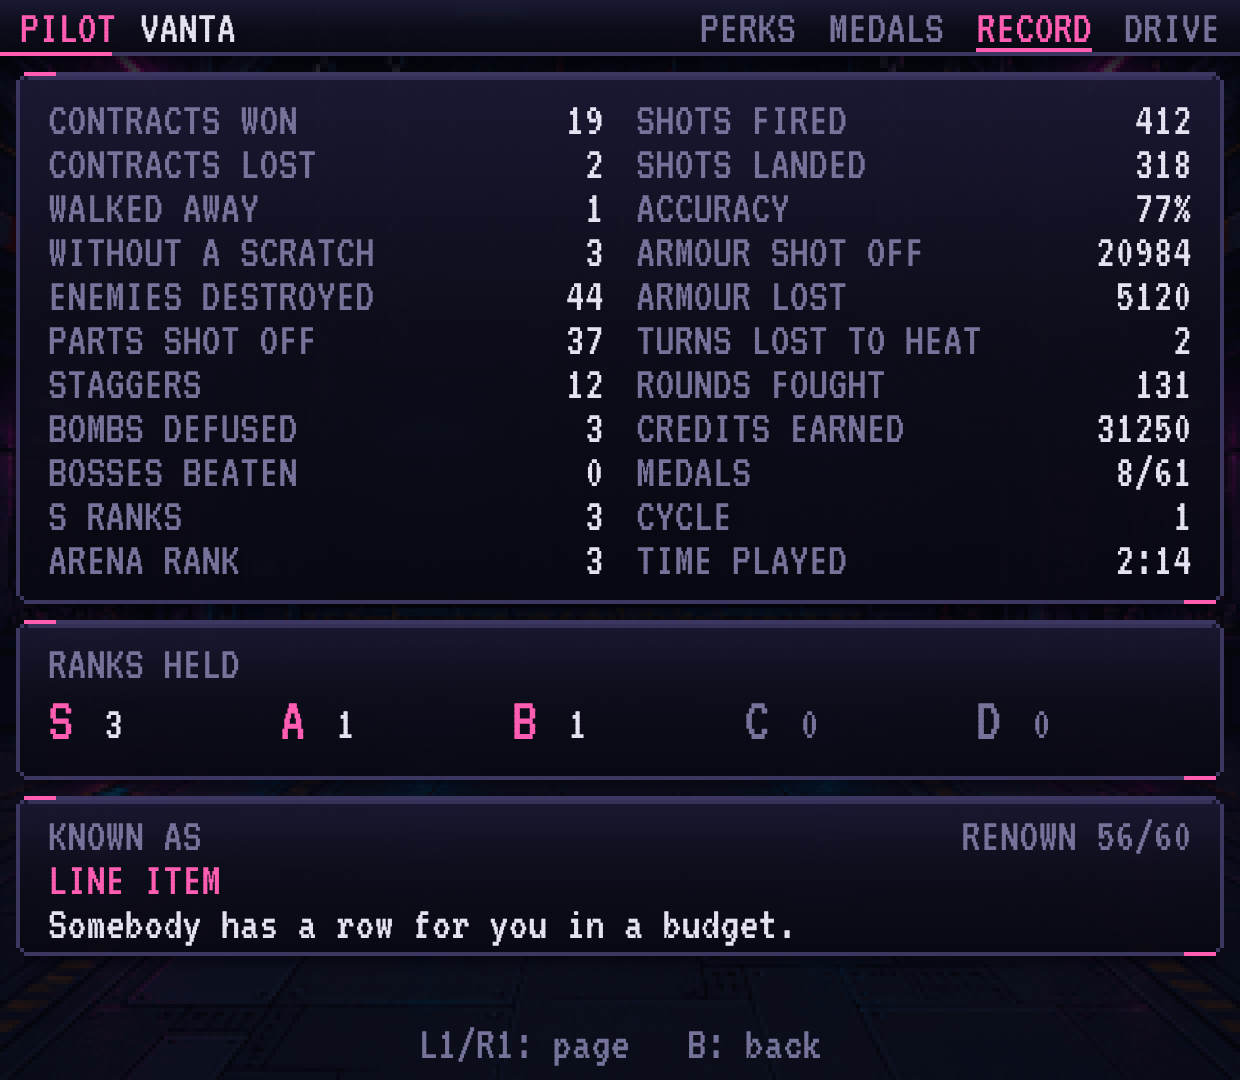 PILOT VANTA PERKS MEDALS RECORD DRIVE
CONTRACTS WON 19 SHOTS FIRED 412
CONTRACTS LOST 2 SHOTS LANDED 318
WALKED AWAY 1 ACCURACY 77%
WITHOUT A SCRATCH 3 ARMOUR SHOT OFF 20984
ENEMIES DESTROYED 44 ARMOUR LOST 5120
PARTS SHOT OFF 37 TURNS LOST TO HEAT 2
STAGGERS 12 ROUNDS FOUGHT 131
BOMBS DEFUSED 3 CREDITS EARNED 31250
BOSSES BEATEN 0 MEDALS 8/61
S RANKS 3 CYCLE 1
ARENA RANK 3 TIME PLAYED 2:14
RANKS HELD
S 3 A 1 B 1 C 0 D 0
KNOWN AS RENOWN 56/60
LINE ITEM
Somebody has a row for you in a budget.
L1/R1: page B: back